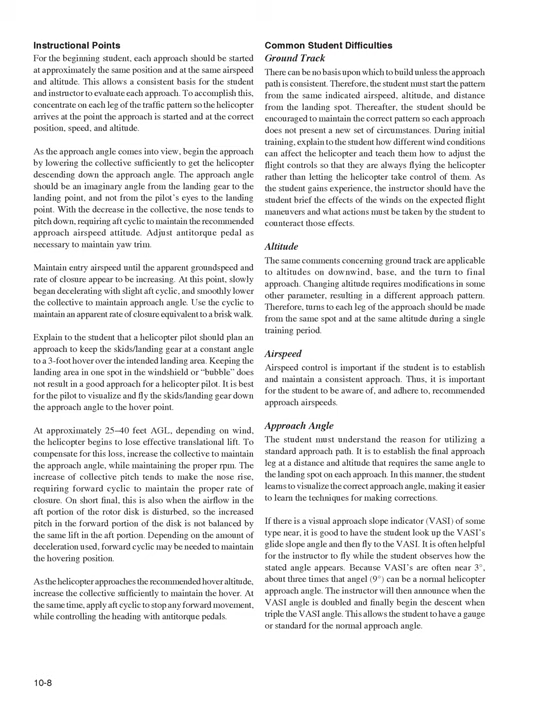 Instructional Points
For the beginning student, each approach should be started
at approximately the same position and at the same airspeed
and altitude. This allows a consistent basis for the student
and instructor to evaluate each approach. To accomplish this,
concentrate on each leg of the traffic pattern so the helicopter
arrives at the point the approach is started and at the correct
position, speed, and altitude.
As the approach angle comes into view, begin the approach
by lowering the collective sufficiently to get the helicopter
descending down the approach angle. The approach angle
should be an imaginary angle from the landing gear to the
landing point, and not from the pilot's eyes to the landing
point. With the decrease in the collective, the nose tends to
pitch down, requiring aft cyclic to maintain the recommended
approach airspeed attitude. Adjust antitorque pedal as
necessary to maintain yaw trim.
Maintain entry airspeed until the apparent groundspeed and
rate of closure appear to be increasing. At this point, slowly
began decelerating with slight aft cyclic, and smoothly lower
the collective to maintain approach angle. Use the cyclic to
maintain an apparent rate of closure equivalent to a brisk walk.
Explain to the student that a helicopter pilot should plan an
approach to keep the skids/landing gear at a constant angle
to a 3-foot hover over the intended landing area. Keeping the
landing area in one spot in the windshield or “bubble” does
not result in a good approach for a helicopter pilot. It is best
for the pilot to visualize and fly the skids/landing gear down
the approach angle to the hover point.
At approximately 25–40 feet AGL, depending on wind,
the helicopter begins to lose effective translational lift. To
compensate for this loss, increase the collective to maintain
the approach angle, while maintaining the proper rpm. The
increase of collective pitch tends to make the nose rise,
requiring forward cyclic to maintain the proper rate of
closure. On short final, this is also when the airflow in the
aft portion of the rotor disk is disturbed, so the increased
pitch in the forward portion of the disk is not balanced by
the same lift in the aft portion. Depending on the amount of
deceleration used, forward cyclic may be needed to maintain
the hovering position.
As the helicopter approaches the recommended hover altitude,
increase the collective sufficiently to maintain the hover. At
the same time, apply aft cyclic to stop any forward movement,
while controlling the heading with antitorque pedals.
Common Student Difficulties
Ground Track
There can be no basis upon which to build unless the approach
path is consistent. Therefore, the student must start the pattern
from the same indicated airspeed, altitude, and distance
from the landing spot. Thereafter, the student should be
encouraged to maintain the correct pattern so each approach
does not present a new set of circumstances. During initial
training, explain to the student how different wind conditions
can affect the helicopter and teach them how to adjust the
flight controls so that they are always flying the helicopter
rather than letting the helicopter take control of them. As
the student gains experience, the instructor should have the
student brief the effects of the winds on the expected flight
maneuvers and what actions must be taken by the student to
counteract those effects.
Altitude
The same comments concerning ground track are applicable
to altitudes on downwind, base, and the turn to final
approach. Changing altitude requires modifications in some
other parameter, resulting in a different approach pattern.
Therefore, turns to each leg of the approach should be made
from the same spot and at the same altitude during a single
training period.
Airspeed
Airspeed control is important if the student is to establish
and maintain a consistent approach. Thus, it is important
for the student to be aware of, and adhere to, recommended
approach airspeeds.
Approach Angle
The student must understand the reason for utilizing a
standard approach path. It is to establish the final approach
leg at a distance and altitude that requires the same angle to
the landing spot on each approach. In this manner, the student
learns to visualize the correct approach angle, making it easier
to learn the techniques for making corrections.
If there is a visual approach slope indicator (VASI) of some
type near, it is good to have the student look up the VASI's
glide slope angle and then fly to the VASI. It is often helpful
for the instructor to fly while the student observes how the
stated angle appears. Because VASI's are often near 3°,
about three times that angel (9°) can be a normal helicopter
approach angle. The instructor will then announce when the
VASI angle is doubled and finally begin the descent when
triple the VASI angle. This allows the student to have a gauge
or standard for the normal approach angle.
10-8